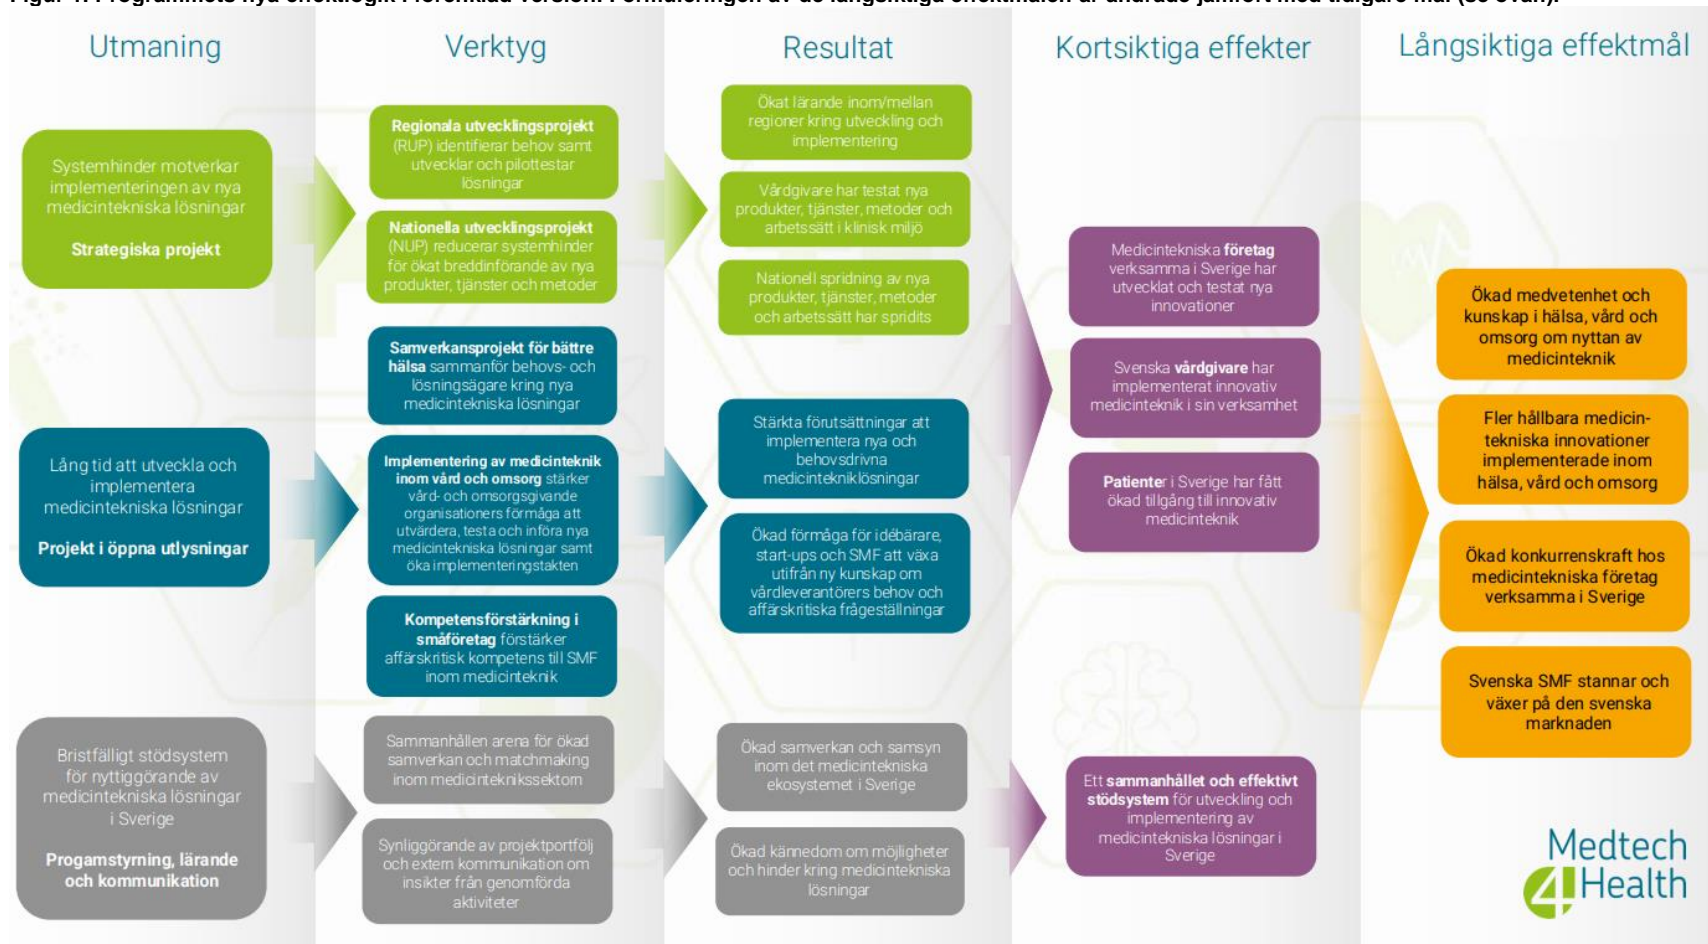 Utmaning
Verktyg
Resultat
Kortsiktiga effekter
Långsiktiga effektmål
Systemhinder motverkar
implementeringen av nya
medicintekniska lösningar
Strategiska projekt
Lång tid att utveckla och
implementera
medicintekniska lösningar
Projekt i öppna utlysningar
Bristfälligt stödsystem
för nyttiggörande av
medicintekniska lösningar
i Sverige
Progamstyrning, lärande
och kommunikation
Regionala utvecklingsprojekt
(RUP) identifierar behov samt
utvecklar och pilottestar
lösningar
Nationella utvecklingsprojekt
(NUP) reducerar systemhinder
för ökat breddinförande av nya
produkter, tjänster och metoder
Samverkansprojekt för bättre
hälsa sammanför behovs- och
lösningsägare kring nya
medicintekniska lösningar
Implementering av medicinteknik
inom vård och omsorg stärker
vård- och omsorgsgivande
organisationers förmåga att
utvärdera, testa och införa nya
medicintekniska lösningar samt
öka implementeringstakten
Kompetensförstärkning i
småföretag förstärker
affärskritisk kompetens till SMF
inom medicinteknik
Sammanhållen arena för ökad
samverkan och matchmaking
inom medicintekniksektorn
Synliggörande av projektportfölj
och extern kommunikation om
insikter från genomförda
aktiviteter
Ökat lärande inom/mellan
regioner kring utveckling och
implementering
Vårdgivare har testat nya
produkter, tjänster, metoder och
arbetssätt i klinisk miljö
Nationell spridning av nya
produkter, tjänster, metoder
och arbetssätt har spridits
Stärkta förutsättningar att
implementera nya och
behovsdrivna
medicintekniklösningar
Ökad förmåga för idébärare,
start-ups och SMF att växa
utifrån ny kunskap om
vårdleverantörers behov och
affärskritiska frågeställningar
Ökad samverkan och samsyn
inom det medicintekniska
ekosystemet i Sverige
Ökad kännedom om möjligheter
och hinder kring medicintekniska
lösningar
Medicintekniska företag
verksamma i Sverige har
utvecklat och testat nya
innovationer
Svenska vårdgivare har
implementerat innovativ
medicinteknik i sin verksamhet
Patienter i Sverige har fått
ökad tillgång till innovativ
medicinteknik
Ett sammanhållet och effektivt
stödsystem för utveckling och
implementering av
medicintekniska lösningar i
Sverige
Ökad medvetenhet och
kunskap i hälsa, vård och
omsorg om nyttan av
medicinteknik
Fler hållbara medicin-
tekniska innovationer
implementerade inom
hälsa, vård och omsorg
Ökad konkurrenskraft hos
medicintekniska företag
verksamma i Sverige
Svenska SMF stannar och
växer på den svenska
marknaden
Medtech
4Health